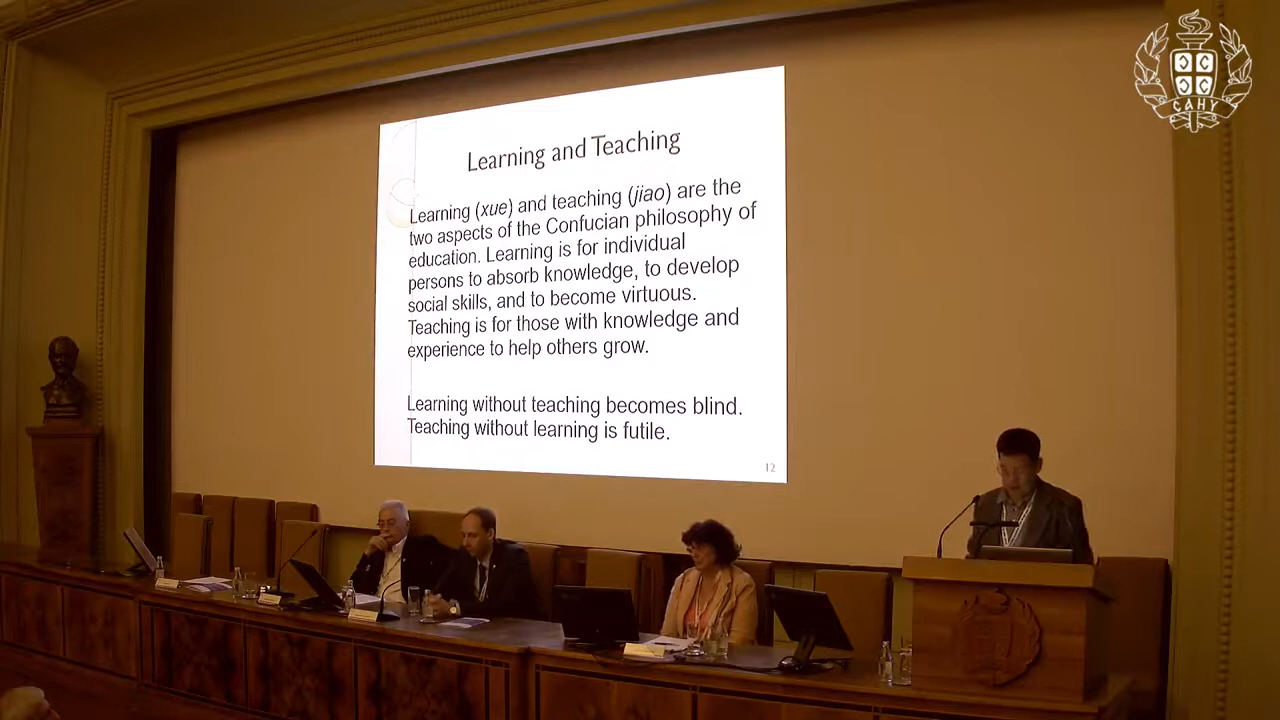 Learning and Teaching
Learning (xue) and teaching (jiao) are the
two aspects of the Confucian philosophy of
education. Learning is for individual
persons to absorb knowledge, to develop
social skills, and to become virtuous.
Teaching is for those with knowledge and
experience to help others grow.
Learning without teaching becomes blind.
Teaching without learning is futile.
12
САНУ